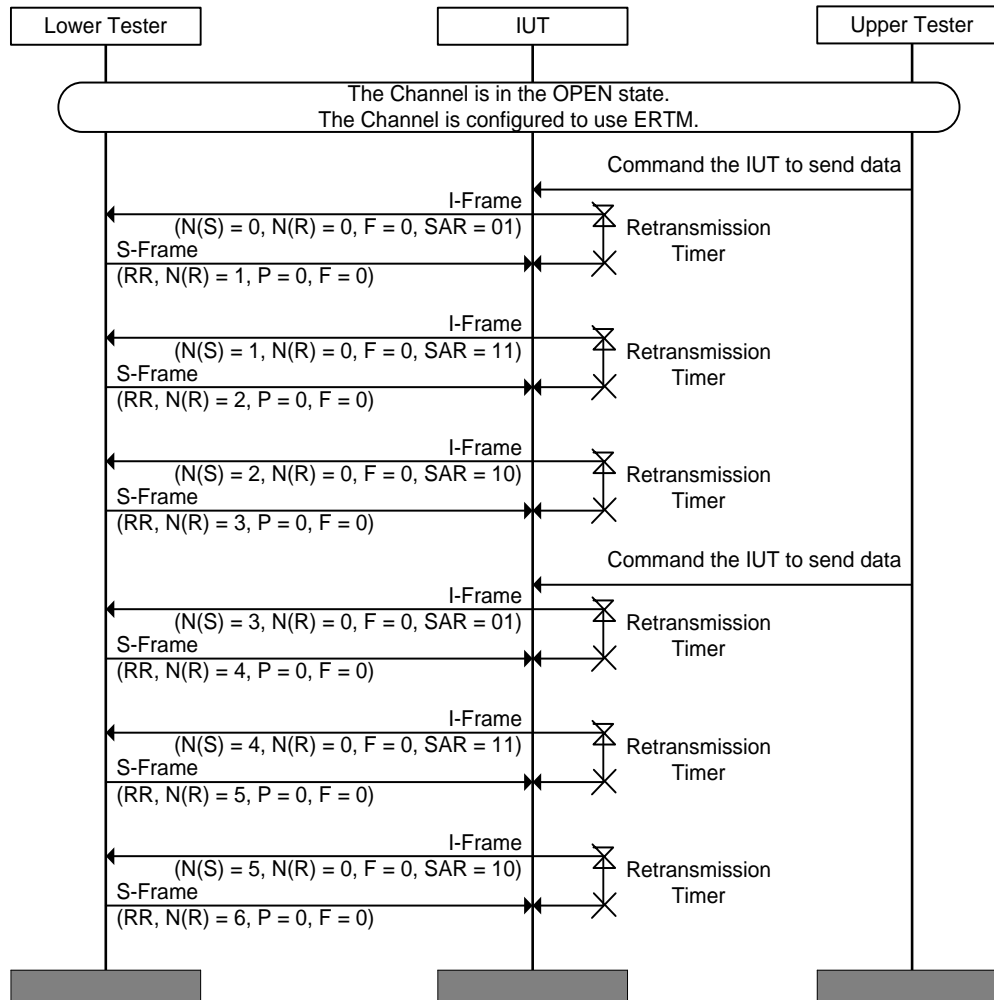 Lower Tester
IUT
Upper Tester
The Channel is in the OPEN state.
The Channel is configured to use ERTM.
Command the IUT to send data
I-Frame
(N(S) = 0, N(R) = 0, F = 0, SAR = 01)
Retransmission
Timer
S-Frame
(RR, N(R) = 1, P = 0, F = 0)
I-Frame
(N(S) = 1, N(R) = 0, F = 0, SAR = 11)
Retransmission
Timer
S-Frame
(RR, N(R) = 2, P = 0, F = 0)
I-Frame
(N(S) = 2, N(R) = 0, F = 0, SAR = 10)
Retransmission
Timer
S-Frame
(RR, N(R) = 3, P = 0, F = 0)
Command the IUT to send data
I-Frame
(N(S) = 3, N(R) = 0, F = 0, SAR = 01)
Retransmission
Timer
S-Frame
(RR, N(R) = 4, P = 0, F = 0)
I-Frame
(N(S) = 4, N(R) = 0, F = 0, SAR = 11)
Retransmission
Timer
S-Frame
(RR, N(R) = 5, P = 0, F = 0)
I-Frame
(N(S) = 5, N(R) = 0, F = 0, SAR = 10)
Retransmission
Timer
S-Frame
(RR, N(R) = 6, P = 0, F = 0)